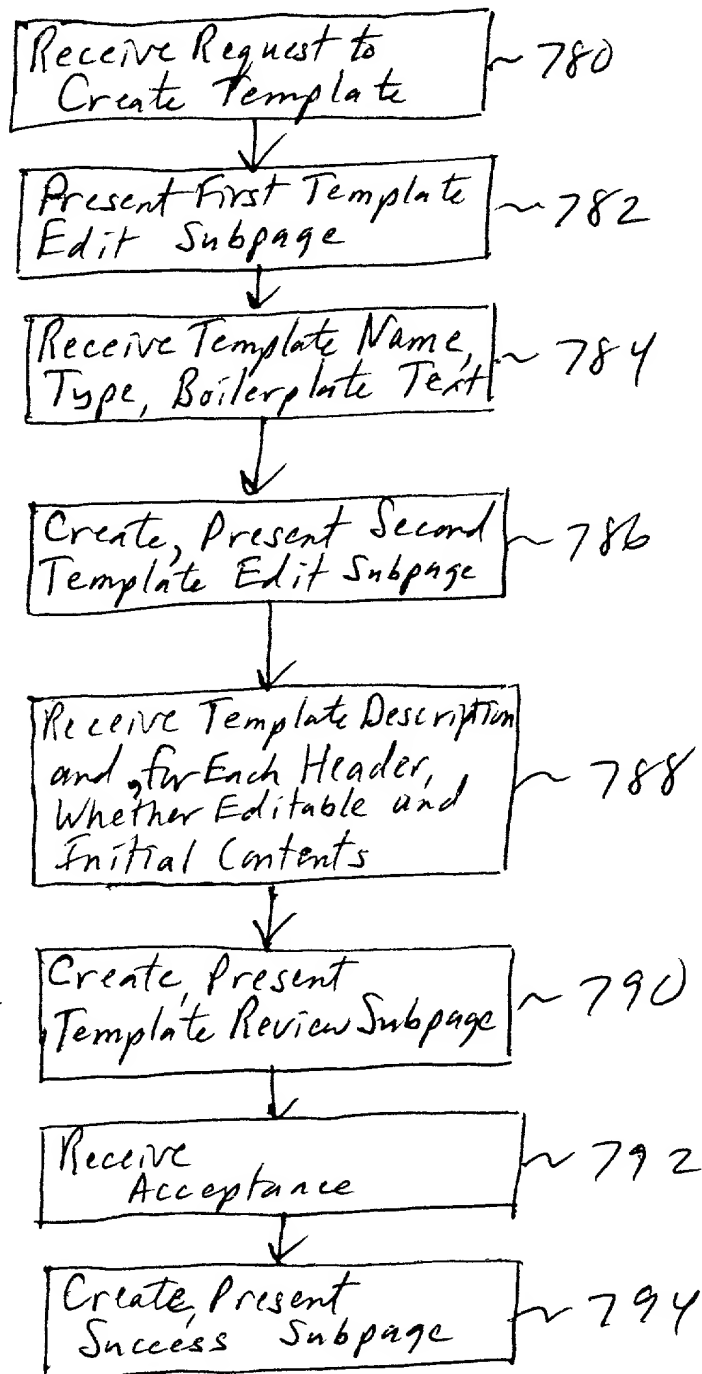 Receive Request to ~ 780
Create Template
Present First Template ~ 782
Edit Subpage
Receive Template Name, ~ 784
Type, Boilerplate Text
Create, Present Second ~ 786
Template Edit Subpage
Receive Template Description
and, for Each Header, ~ 788
Whether Editable and
Initial Contents
Create, Present ~ 790
Template Review Subpage
Receive ~ 792
Acceptance
Create, Present ~ 794
Success Subpage